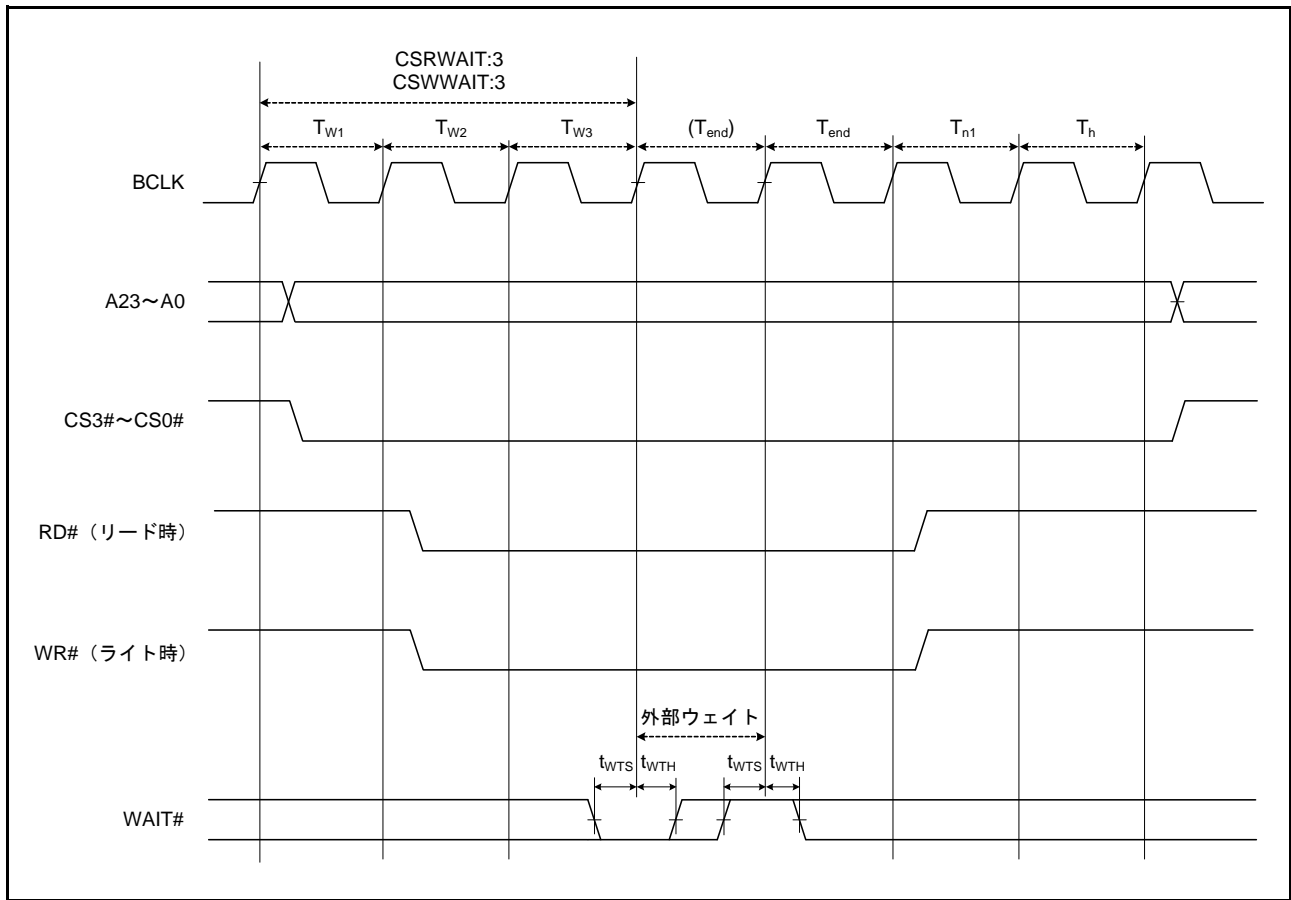 CSRWAIT:3
CSWWAIT:3
TW1 TW2 TW3 (Tend) Tend Tn1 Th
BCLK
A23～A0
CS3#～CS0#
RD#（リード時）
WR#（ライト時）
外部ウェイト
tWTS tWTH tWTS tWTH
WAIT#